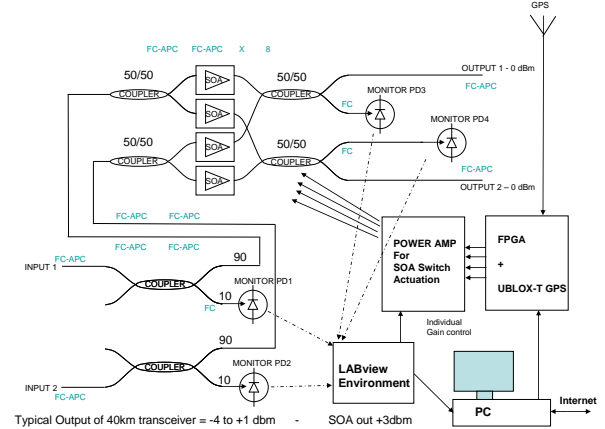 GPS
FC-APC FC-APC X 8
50/50
COUPLER
SOA
50/50
COUPLER
OUTPUT 1 - 0 dBm
FC-APC
MONITOR PD3
FC
SOA
MONITOR PD4
50/50
COUPLER
SOA
50/50
COUPLER
FC
FC-APC
SOA
OUTPUT 2 – 0 dBm
FC-APC FC-APC
FC-APC FC-APC
POWER AMP
For
SOA Switch
Actuation
FPGA
+
UBLOX-T GPS
INPUT 1
FC-APC
90
COUPLER
10
FC
MONITOR PD1
Individual
Gain control
90
MONITOR PD2
COUPLER
10
INPUT 2
FC-APC
LABview
Environment
PC
Internet
Typical Output of 40km transceiver = -4 to +1 dbm - SOA out +3dbm